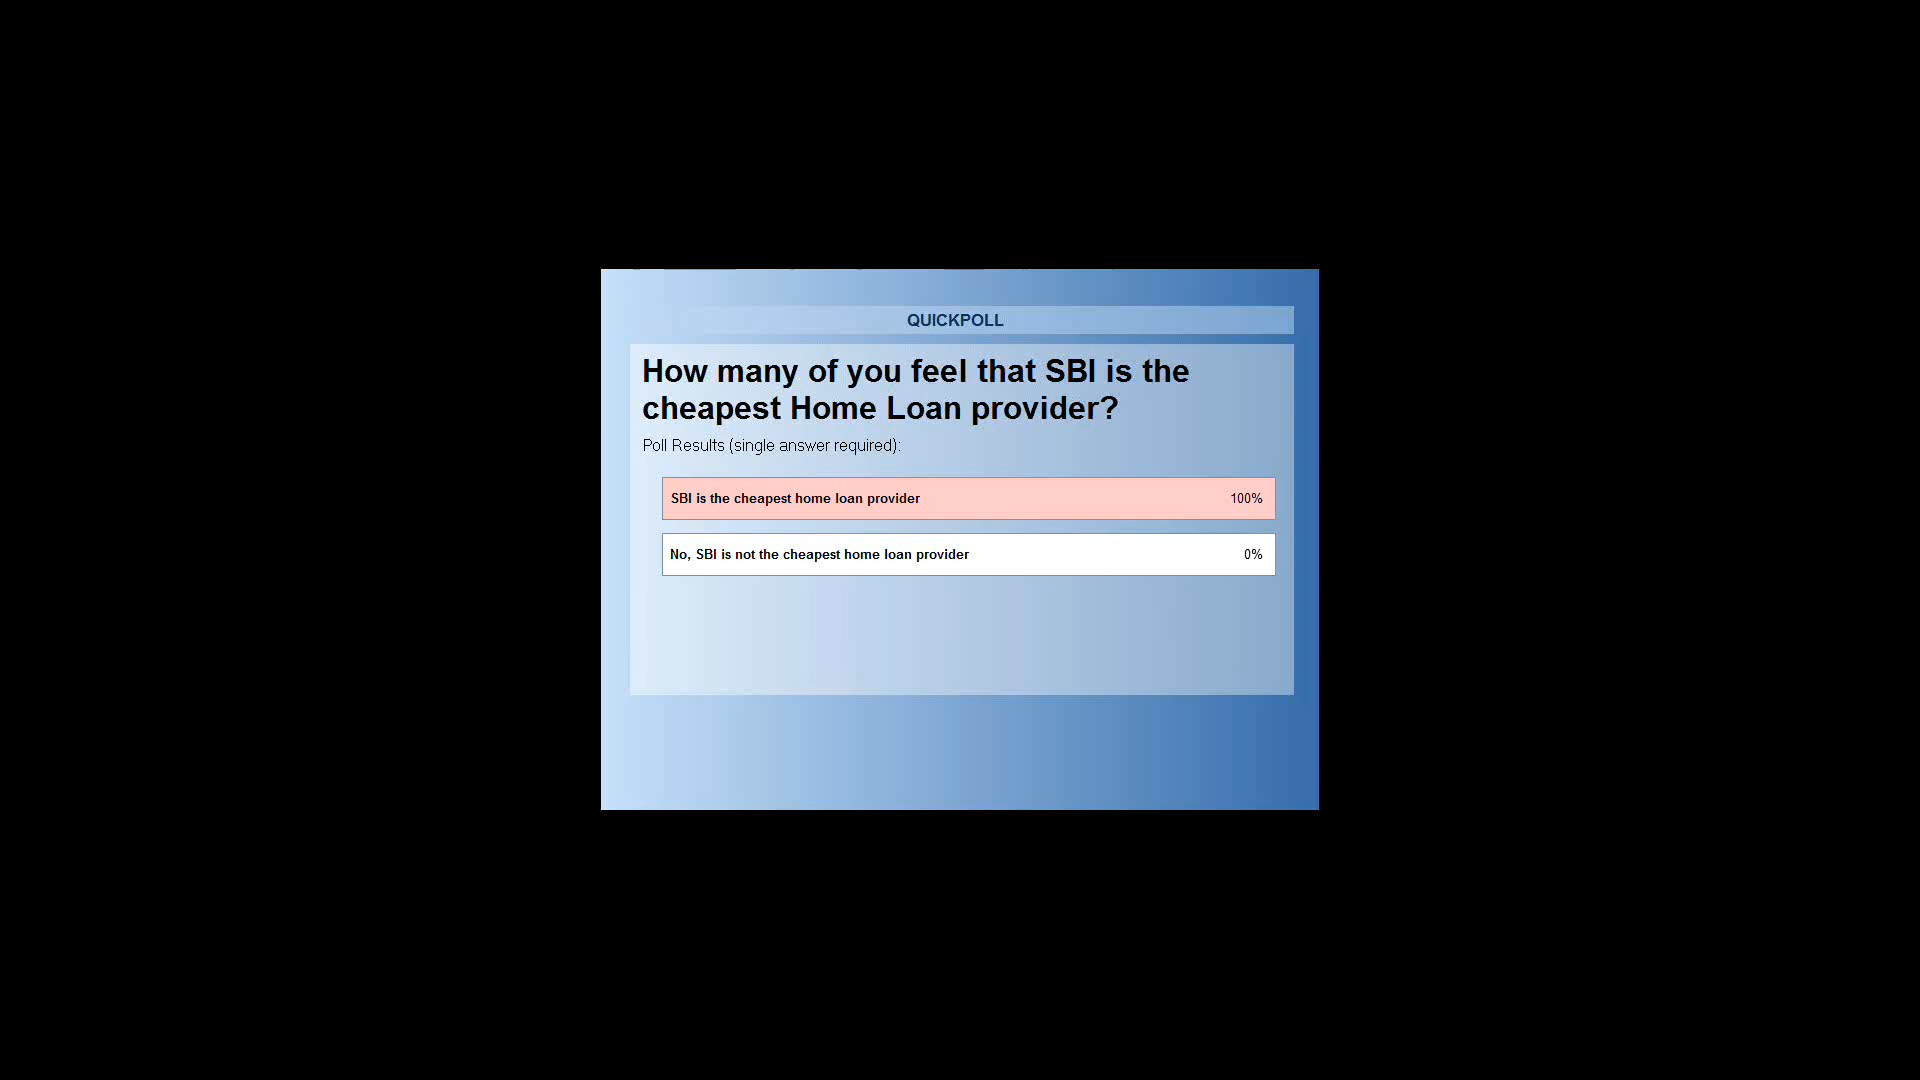 QUICKPOLL
How many of you feel that SBI is the
cheapest Home Loan provider?
Poll Results (single answer required):
SBI is the cheapest home loan provider 100%
No, SBI is not the cheapest home loan provider 0%